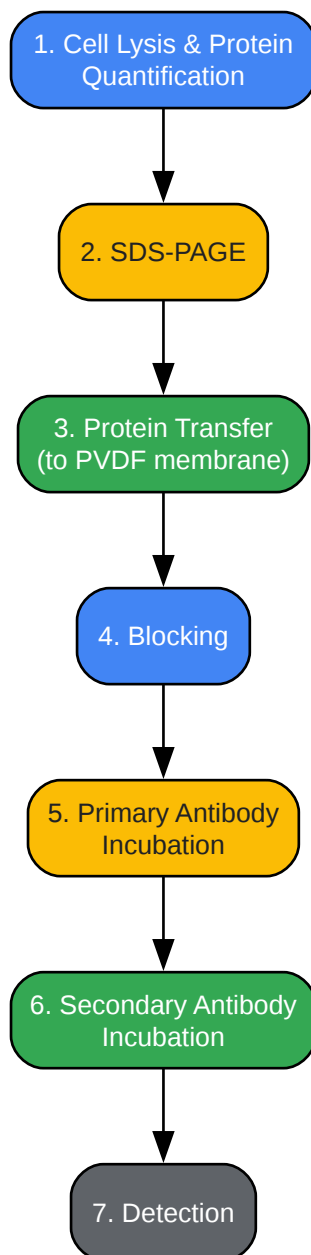 1. Cell Lysis & Protein
Quantification
2. SDS-PAGE
3. Protein Transfer
(to PVDF membrane)
4. Blocking
5. Primary Antibody
Incubation
6. Secondary Antibody
Incubation
7. Detection